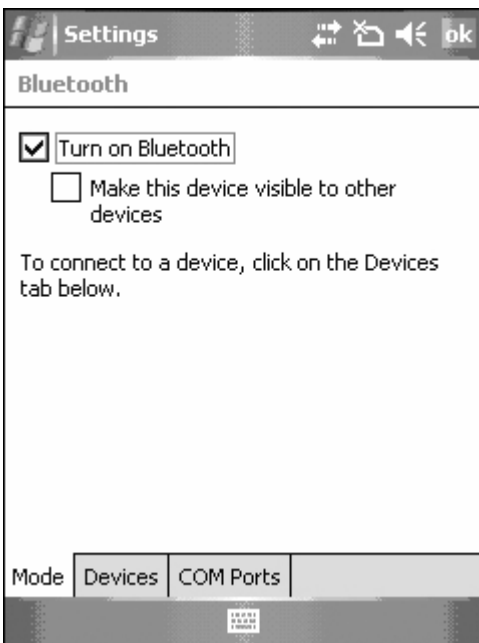 Settings ok
Bluetooth
Turn on Bluetooth
Make this device visible to other
devices
To connect to a device, click on the Devices
tab below.
Mode Devices COM Ports